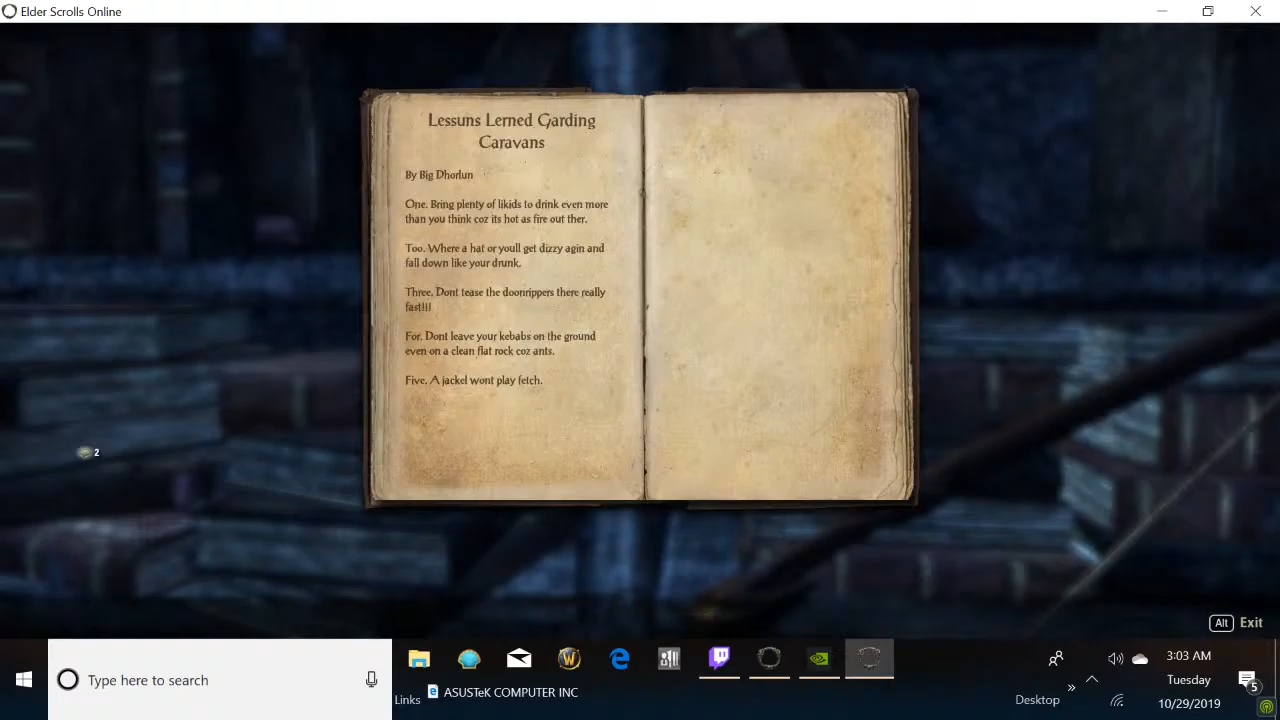 Elder Scrolls Online
Lessuns Lerned Garding
Caravans
By Big Dhorlun
One. Bring plenty of likids to drink even more
than you think coz its hot as fire out ther.
Too. Where a hat or youll get dizzy agin and
fall down like your drunk.
Three. Dont tease the doonrippers there really
fast!!!
For. Dont leave your kebabs on the ground
even on a clean flat rock coz ants.
Five. A jackel wont play fetch.
2
Alt Exit
Type here to search
Links
ASUSTeK COMPUTER INC
Desktop
»
3:03 AM
Tuesday
10/29/2019
5